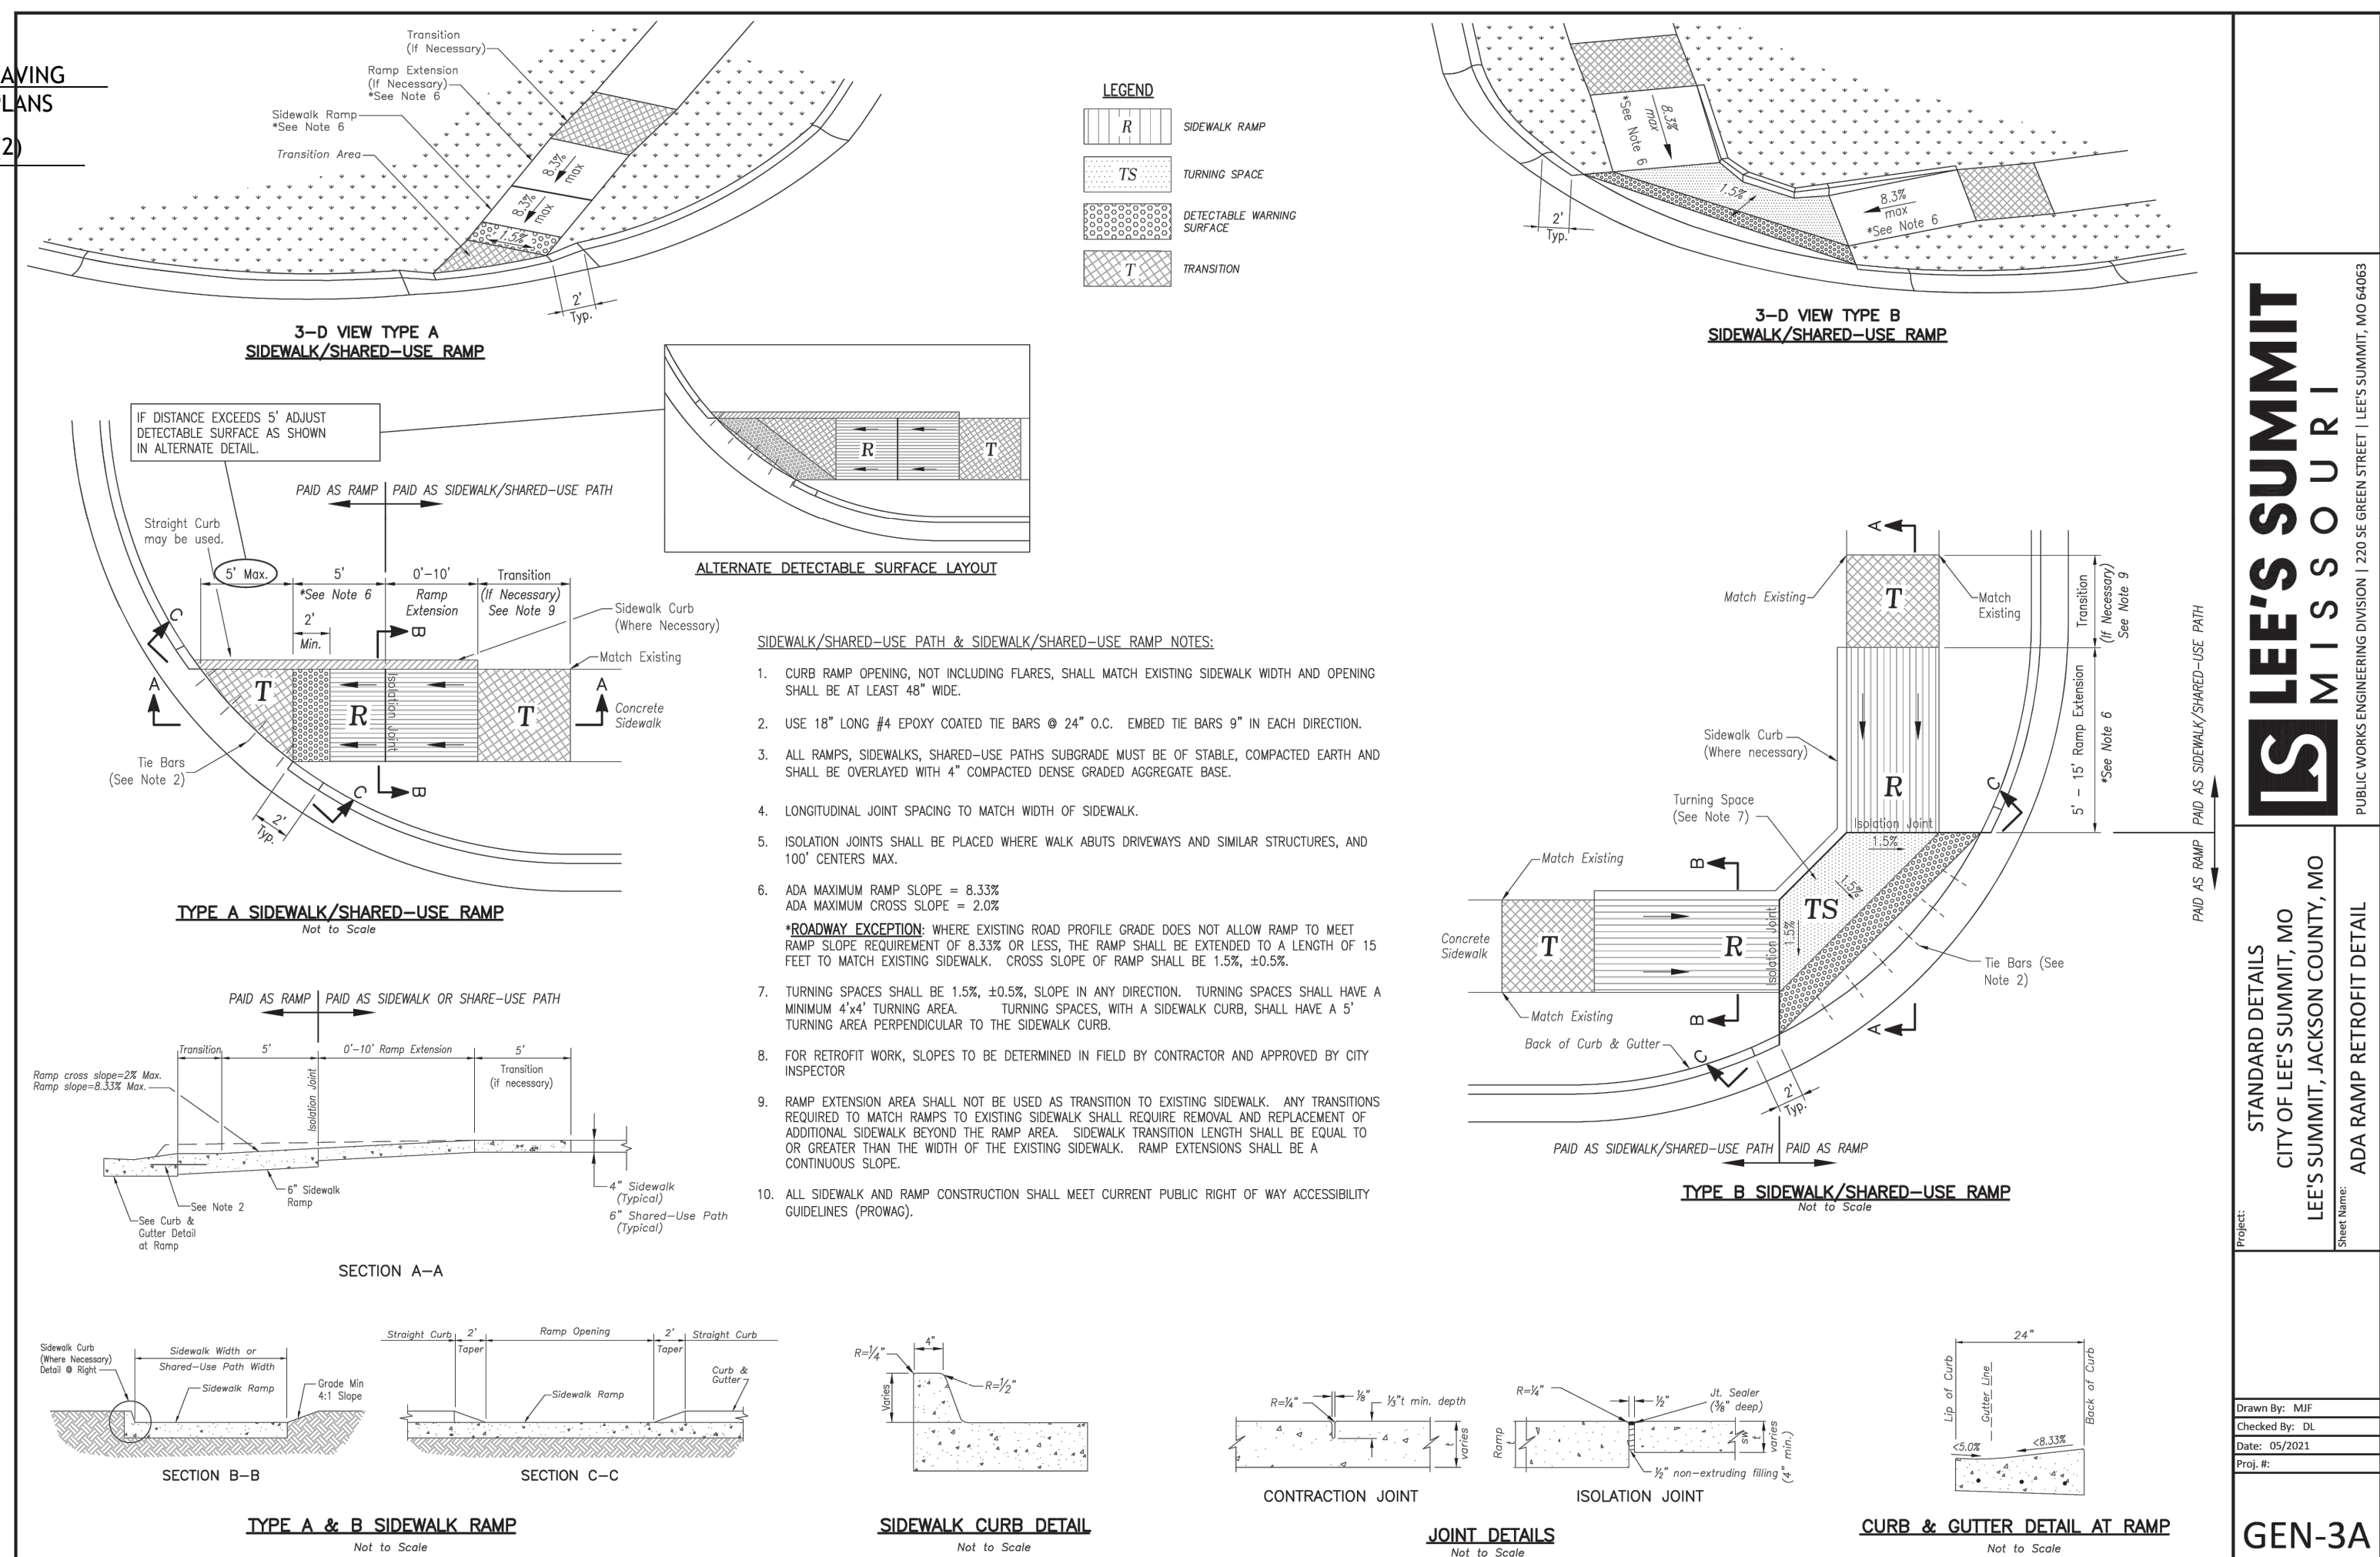 AVING
LANS
2)
Transition
(If Necessary)
Ramp Extension
(If Necessary)
*See Note 6
Sidewalk Ramp
*See Note 6
Transition Area
8.3%
max
8.3%
max
1.5%
2'
Typ.
3-D VIEW TYPE A
SIDEWALK/SHARED-USE RAMP
LEGEND
R
SIDEWALK RAMP
TS
TURNING SPACE
DETECTABLE WARNING
SURFACE
T
TRANSITION
*See Note 6
8.3%
max
1.5%
8.3%
max
*See Note 6
2'
Typ.
3-D VIEW TYPE B
SIDEWALK/SHARED-USE RAMP
IF DISTANCE EXCEEDS 5' ADJUST
DETECTABLE SURFACE AS SHOWN
IN ALTERNATE DETAIL.
R
T
ALTERNATE DETECTABLE SURFACE LAYOUT
PAID AS RAMP
PAID AS SIDEWALK/SHARED-USE PATH
Straight Curb
may be used.
5' Max.
5'
*See Note 6
0'-10'
Ramp
Extension
Transition
(If Necessary)
See Note 9
2'
Min.
B
Sidewalk Curb
(Where Necessary)
Match Existing
C
A
T
R
Isolation Joint
T
A
Concrete
Sidewalk
Tie Bars
(See Note 2)
C
B
2'
Typ.
TYPE A SIDEWALK/SHARED-USE RAMP
Not to Scale
SIDEWALK/SHARED-USE PATH & SIDEWALK/SHARED-USE RAMP NOTES:
1. CURB RAMP OPENING, NOT INCLUDING FLARES, SHALL MATCH EXISTING SIDEWALK WIDTH AND OPENING
SHALL BE AT LEAST 48" WIDE.
2. USE 18" LONG #4 EPOXY COATED TIE BARS @ 24" O.C. EMBED TIE BARS 9" IN EACH DIRECTION.
3. ALL RAMPS, SIDEWALKS, SHARED-USE PATHS SUBGRADE MUST BE OF STABLE, COMPACTED EARTH AND
SHALL BE OVERLAYED WITH 4" COMPACTED DENSE GRADED AGGREGATE BASE.
4. LONGITUDINAL JOINT SPACING TO MATCH WIDTH OF SIDEWALK.
5. ISOLATION JOINTS SHALL BE PLACED WHERE WALK ABUTS DRIVEWAYS AND SIMILAR STRUCTURES, AND
100' CENTERS MAX.
6. ADA MAXIMUM RAMP SLOPE = 8.33%
ADA MAXIMUM CROSS SLOPE = 2.0%
*ROADWAY EXCEPTION: WHERE EXISTING ROAD PROFILE GRADE DOES NOT ALLOW RAMP TO MEET
RAMP SLOPE REQUIREMENT OF 8.33% OR LESS, THE RAMP SHALL BE EXTENDED TO A LENGTH OF 15
FEET TO MATCH EXISTING SIDEWALK. CROSS SLOPE OF RAMP SHALL BE 1.5%, ±0.5%.
7. TURNING SPACES SHALL BE 1.5%, ±0.5%, SLOPE IN ANY DIRECTION. TURNING SPACES SHALL HAVE A
MINIMUM 4'x4' TURNING AREA. TURNING SPACES, WITH A SIDEWALK CURB, SHALL HAVE A 5'
TURNING AREA PERPENDICULAR TO THE SIDEWALK CURB.
8. FOR RETROFIT WORK, SLOPES TO BE DETERMINED IN FIELD BY CONTRACTOR AND APPROVED BY CITY
INSPECTOR
9. RAMP EXTENSION AREA SHALL NOT BE USED AS TRANSITION TO EXISTING SIDEWALK. ANY TRANSITIONS
REQUIRED TO MATCH RAMPS TO EXISTING SIDEWALK SHALL REQUIRE REMOVAL AND REPLACEMENT OF
ADDITIONAL SIDEWALK BEYOND THE RAMP AREA. SIDEWALK TRANSITION LENGTH SHALL BE EQUAL TO
OR GREATER THAN THE WIDTH OF THE EXISTING SIDEWALK. RAMP EXTENSIONS SHALL BE A
CONTINUOUS SLOPE.
10. ALL SIDEWALK AND RAMP CONSTRUCTION SHALL MEET CURRENT PUBLIC RIGHT OF WAY ACCESSIBILITY
GUIDELINES (PROWAG).
A
Match Existing
T
Match
Existing
Transition
(If Necessary)
See Note 9
Sidewalk Curb
(Where necessary)
R
5' - 15' Ramp Extension
*See Note 6
PAID AS RAMP
PAID AS SIDEWALK/SHARED-USE PATH
Turning Space
(See Note 7)
Isolation Joint
1.5%
C
Match Existing
B
1.5%
TS
Concrete
Sidewalk
T
R
Isolation Joint
1.5%
Tie Bars (See
Note 2)
Match Existing
B
A
Back of Curb & Gutter
C
2'
Typ.
PAID AS SIDEWALK/SHARED-USE PATH
PAID AS RAMP
TYPE B SIDEWALK/SHARED-USE RAMP
Not to Scale
PAID AS RAMP
PAID AS SIDEWALK OR SHARE-USE PATH
Transition
5'
0'-10' Ramp Extension
5'
Transition
(if necessary)
Ramp cross slope=2% Max.
Ramp slope=8.33% Max.
Isolation Joint
See Note 2
6" Sidewalk
Ramp
See Curb &
Gutter Detail
at Ramp
4" Sidewalk
(Typical)
6" Shared-Use Path
(Typical)
SECTION A-A
Sidewalk Curb
(Where Necessary)
Detail @ Right
Sidewalk Width or
Shared-Use Path Width
Sidewalk Ramp
Grade Min
4:1 Slope
SECTION B-B
Straight Curb
2'
Taper
Ramp Opening
2'
Taper
Straight Curb
Curb &
Gutter
Sidewalk Ramp
SECTION C-C
TYPE A & B SIDEWALK RAMP
Not to Scale
4"
R=¼"
R=½"
Varies
SIDEWALK CURB DETAIL
Not to Scale
R=¼"
⅛"
⅓"t min. depth
t
varies
CONTRACTION JOINT
R=¼"
½"
Jt. Sealer
(⅜" deep)
Ramp
t
sw
t
varies
(4" min.)
½" non-extruding filling
ISOLATION JOINT
JOINT DETAILS
Not to Scale
24"
Lip of Curb
Gutter Line
Back of Curb
<5.0%
<8.33%
CURB & GUTTER DETAIL AT RAMP
Not to Scale
LS
LEE'S SUMMIT
MISSOURI
PUBLIC WORKS ENGINEERING DIVISION | 220 SE GREEN STREET | LEE'S SUMMIT, MO 64063
Project:
STANDARD DETAILS
CITY OF LEE'S SUMMIT, MO
LEE'S SUMMIT, JACKSON COUNTY, MO
Sheet Name:
ADA RAMP RETROFIT DETAIL
Drawn By: MJF
Checked By: DL
Date: 05/2021
Proj. #:
GEN-3A